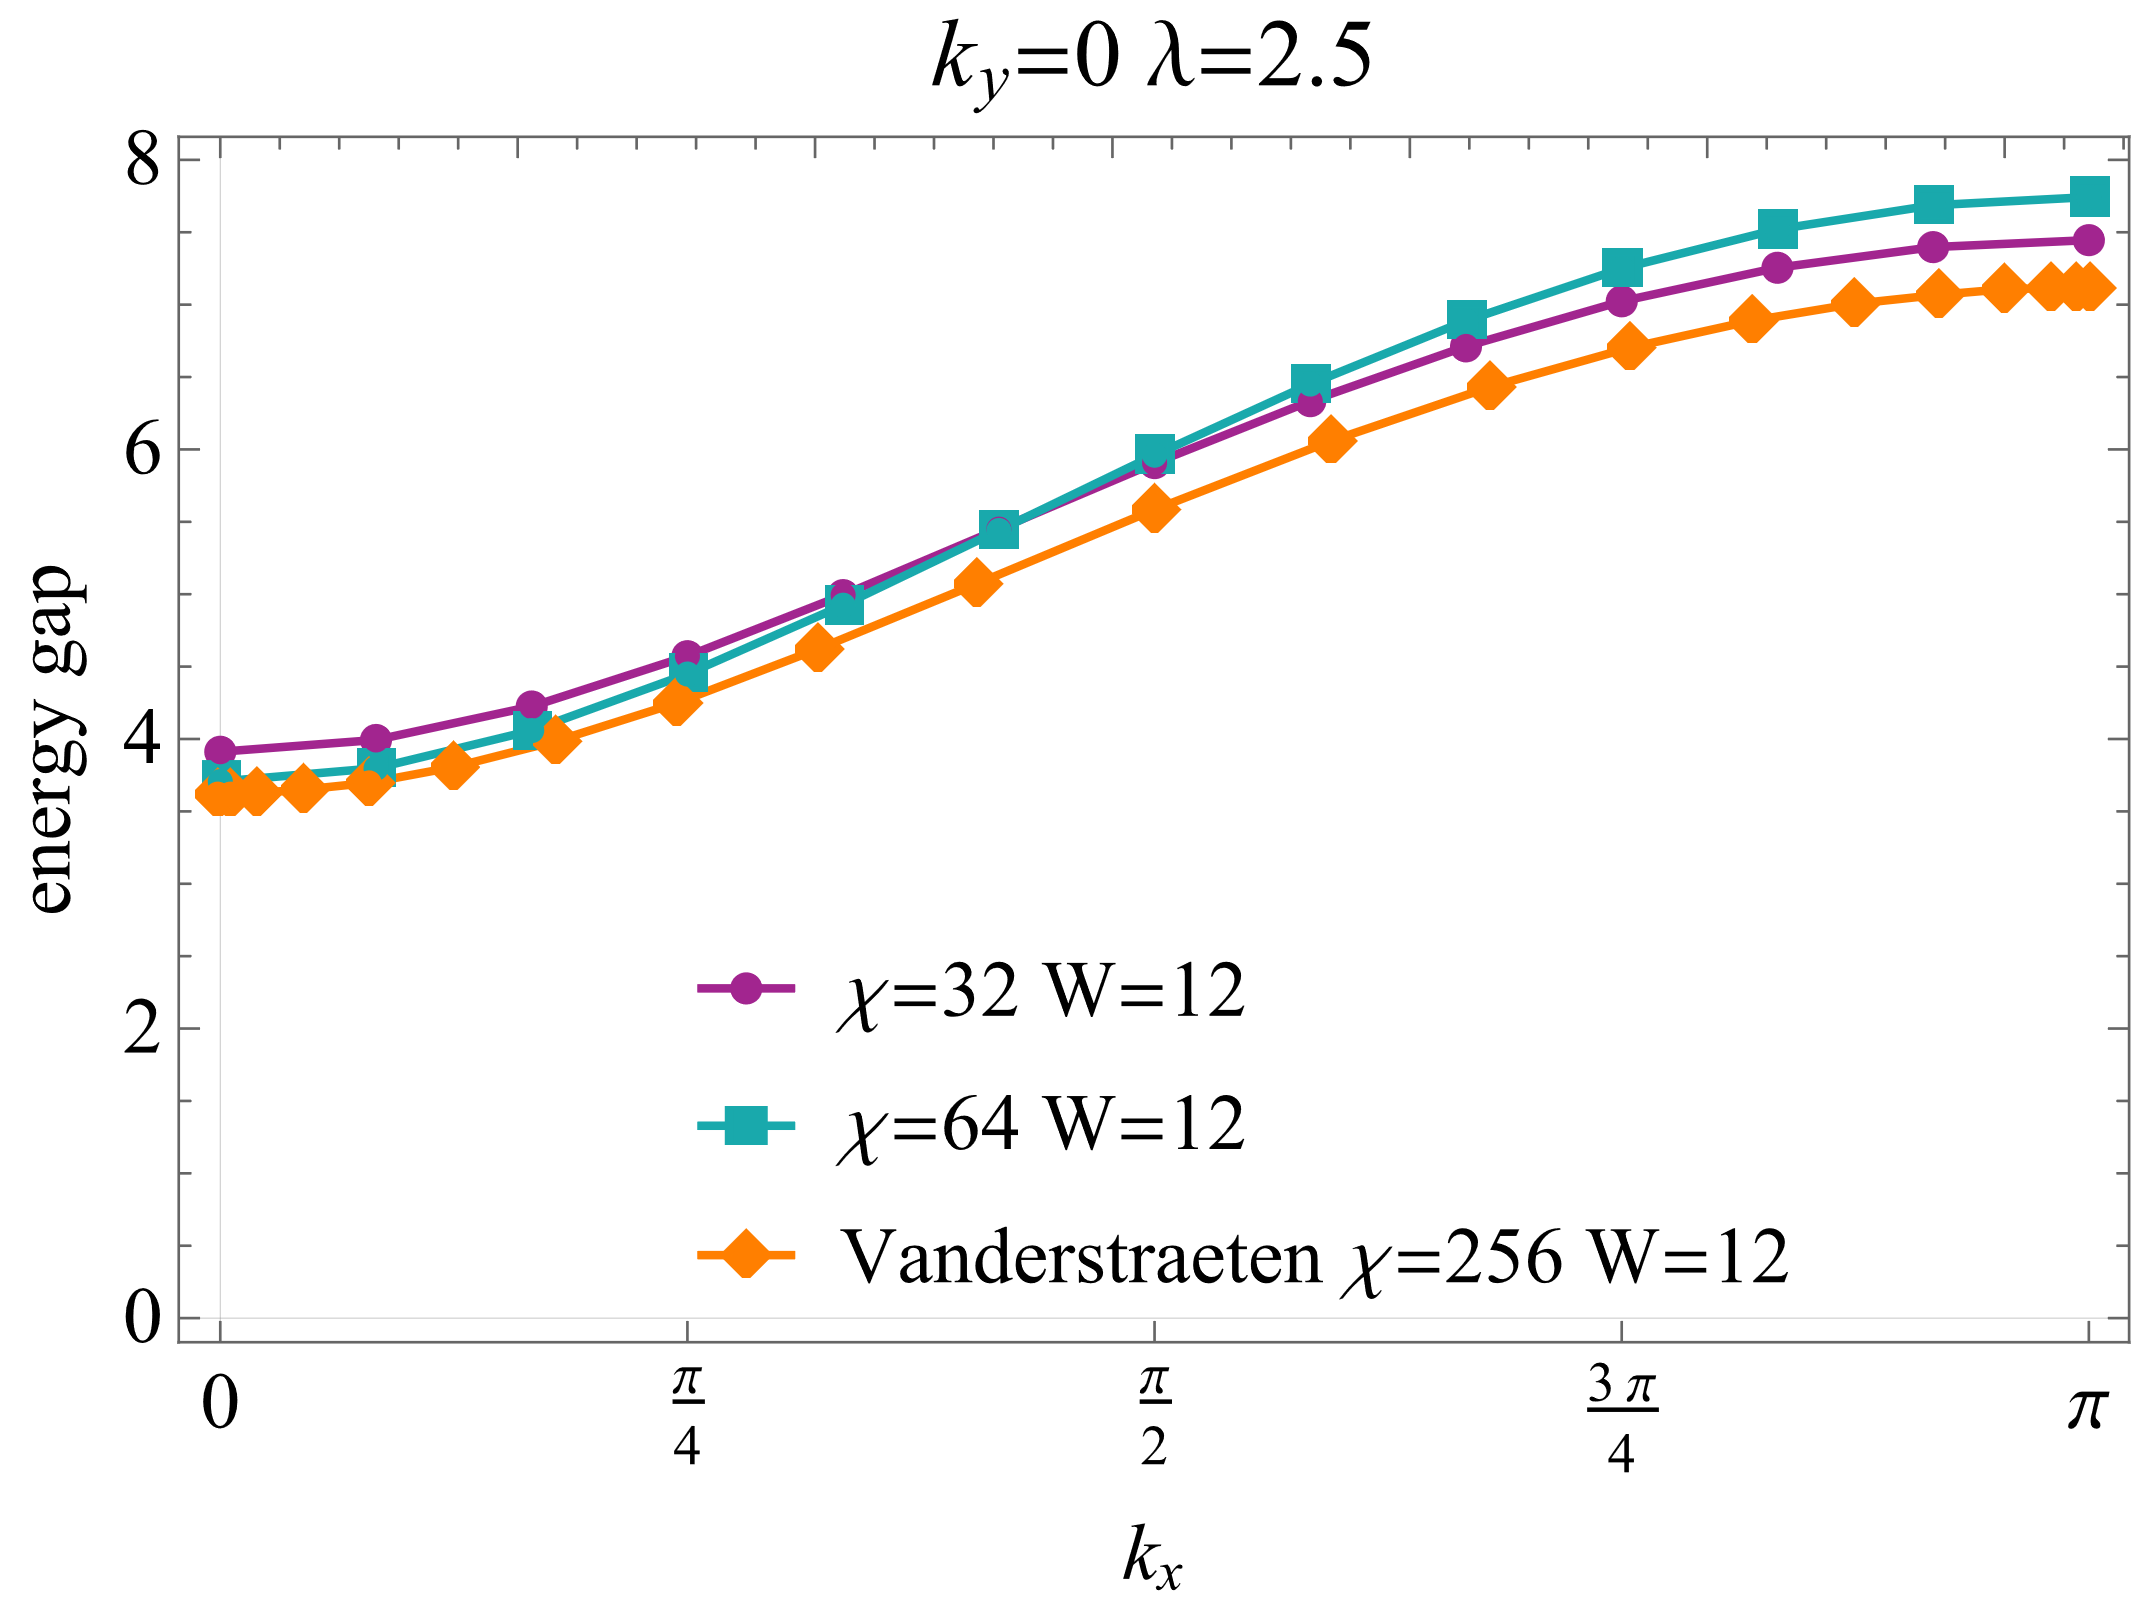 k_y=0 λ=2.5
8
6
4
2
0
energy gap
χ=32 W=12
χ=64 W=12
Vanderstraeten χ=256 W=12
0 π/4 π/2 3π/4 π
k_x